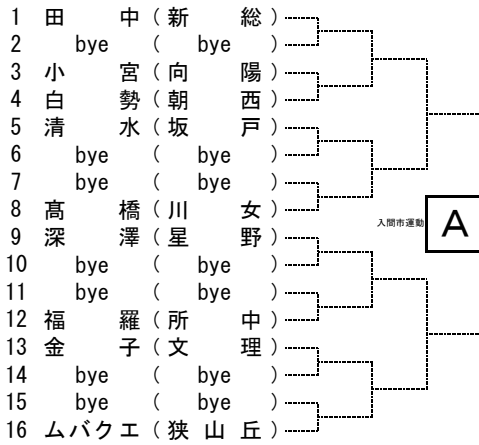 1 田中(新総)
2 bye ( bye )
3 小宮(向陽)
4 白勢(朝西)
5 清水(坂戸)
6 bye ( bye )
7 bye ( bye )
8 髙橋(川女)
入間市運動 A
9 深澤(星野)
10 bye ( bye )
11 bye ( bye )
12 福羅(所中)
13 金子(文理)
14 bye ( bye )
15 bye ( bye )
16 ムバクエ(狭山丘)